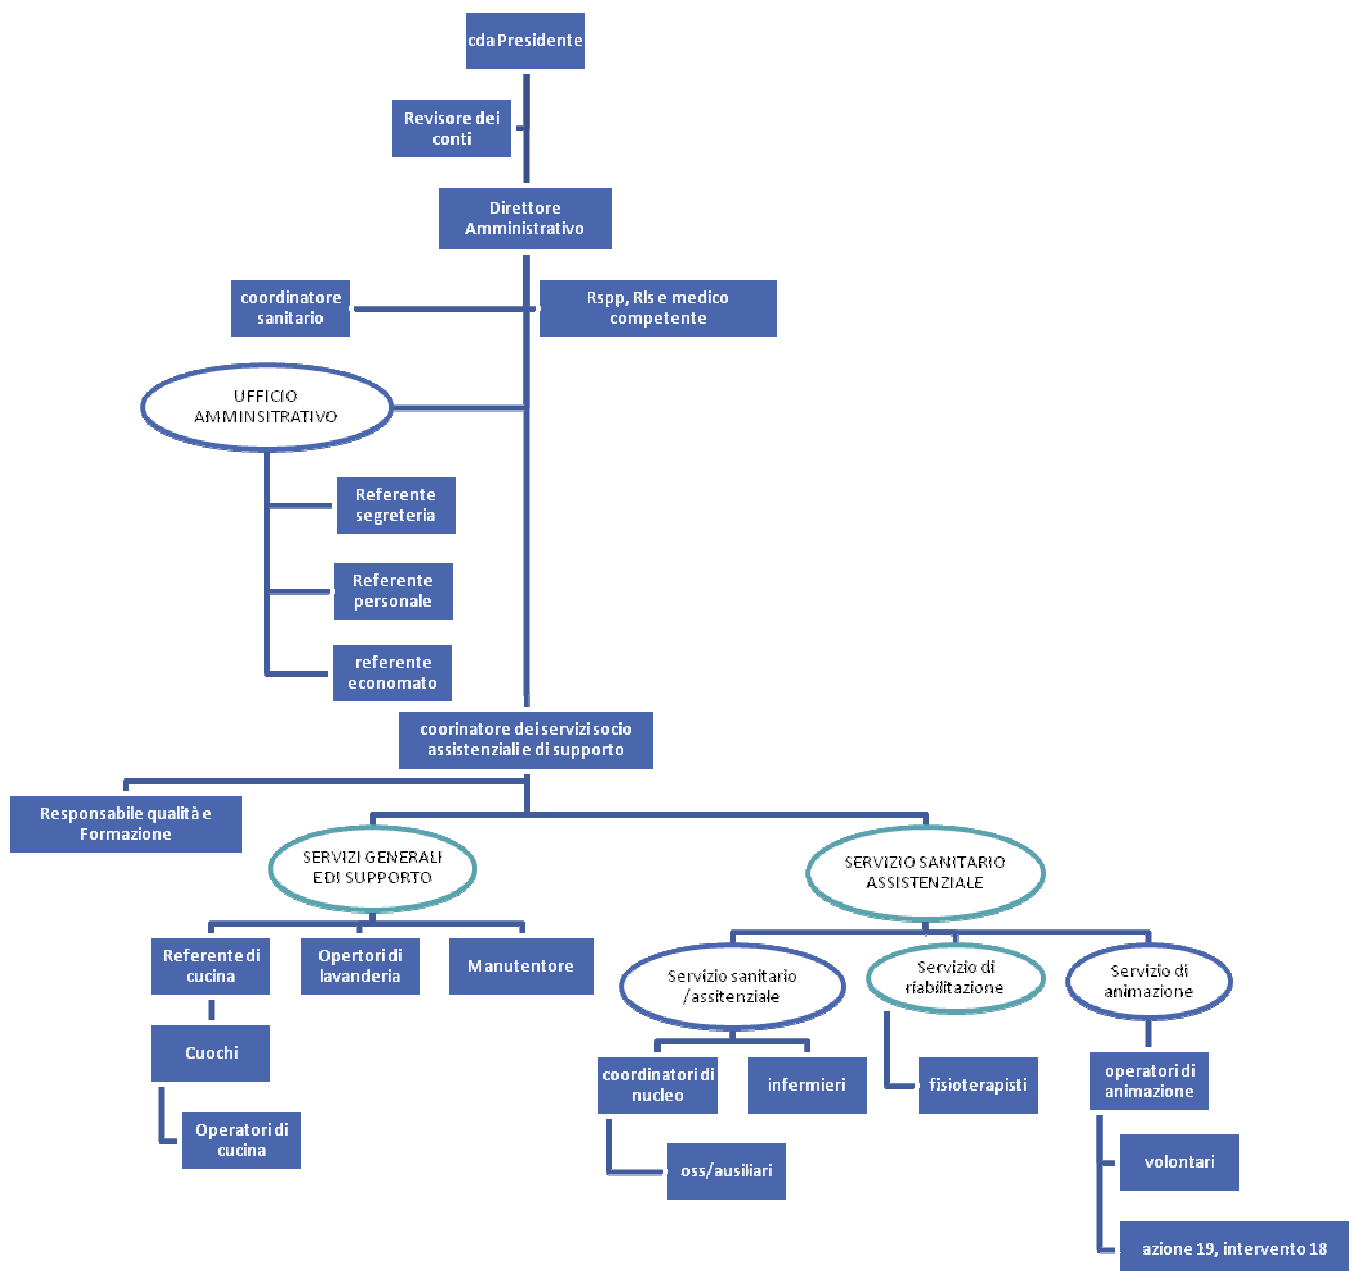 cda Presidente
Revisore dei
conti
Direttore
Amministrativo
coordinatore
sanitario
Rspp, Rls e medico
competente
UFFICIO
AMMINSITRATIVO
Referente
segreteria
Referente
personale
referente
economato
coorinatore dei servizi socio
assistenziali e di supporto
Responsabile qualità e
Formazione
SERVIZI GENERALI
E DI SUPPORTO
SERVIZIO SANITARIO
ASSISTENZIALE
Referente di
cucina
Opertori di
lavanderia
Manutentore
Servizio sanitario
/assitenziale
Servizio di
riabilitazione
Servizio di
animazione
Cuochi
coordinatori di
nucleo
infermieri
fisioterapisti
operatori di
animazione
Operatori di
cucina
oss/ausiliari
volontari
azione 19, intervento 18